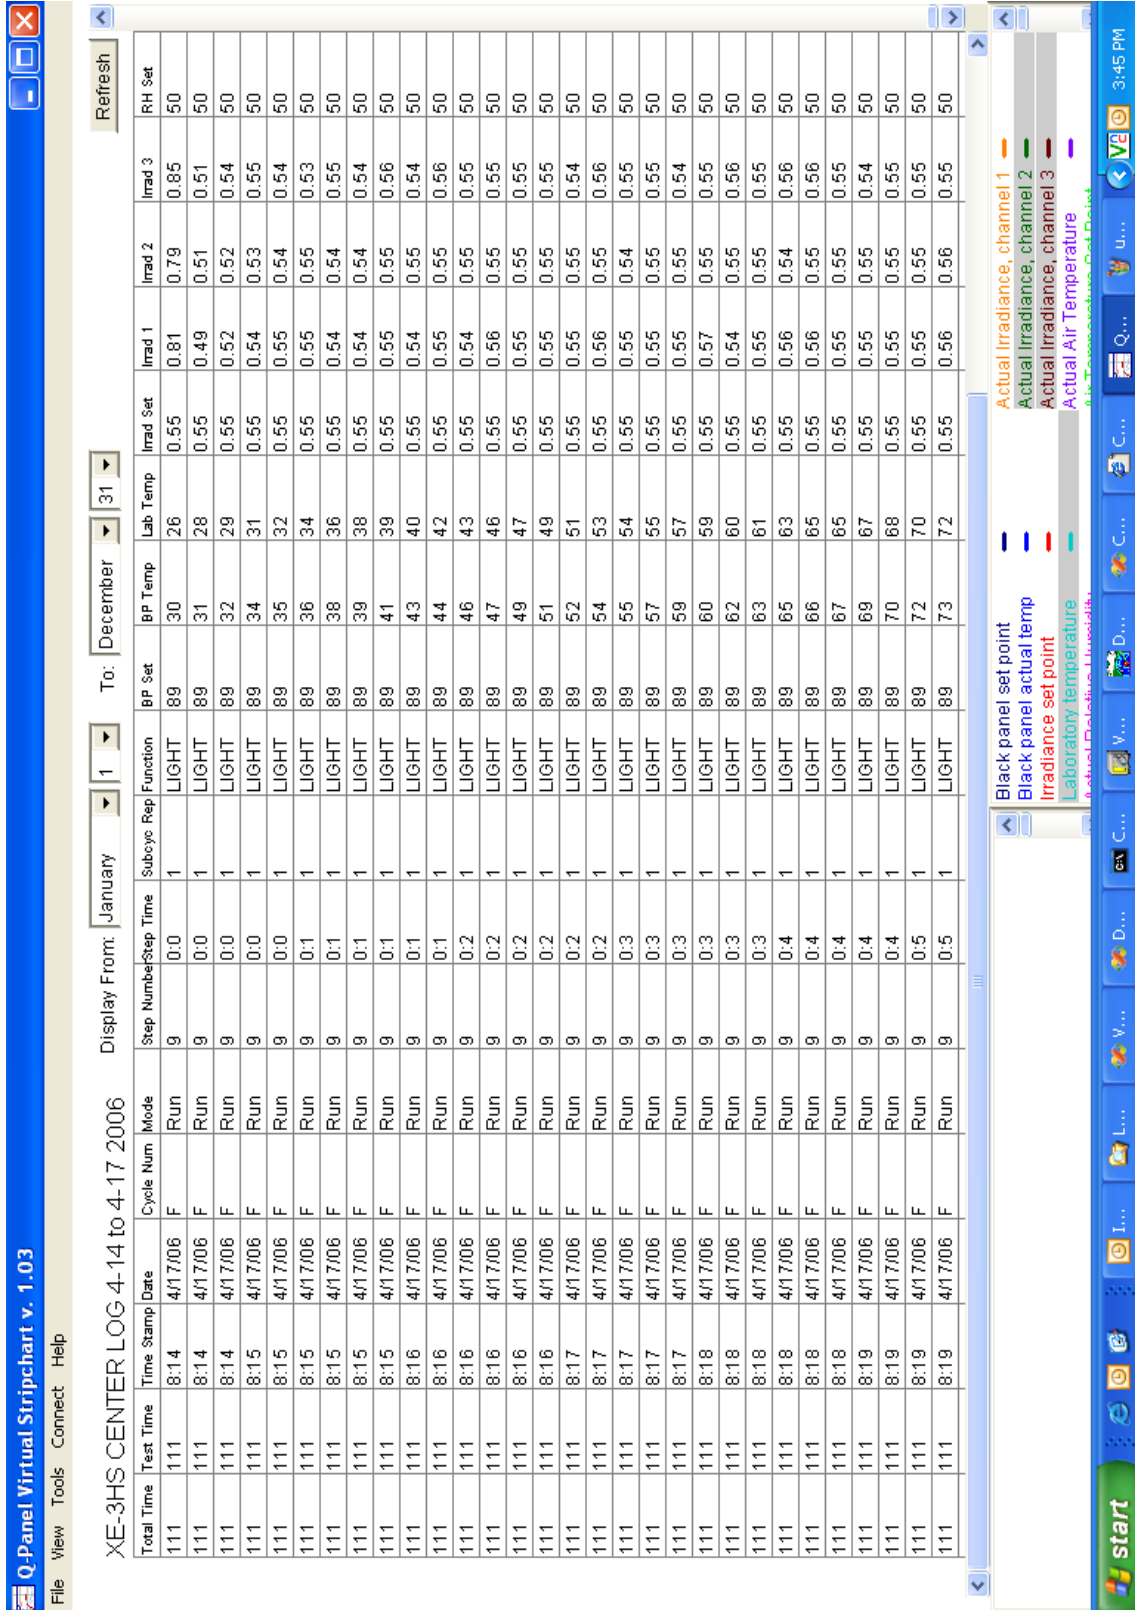 Q-Panel Virtual Stripchart v. 1.03
File View Tools Connect Help
XE-3HS CENTER LOG 4-14 to 4-17 2006 Display From: January 1 To: December 31 Refresh
Total Time Test Time Time Stamp Date Cycle Num Mode Step Number Step Time Subcyc Rep Function BP Set BP Temp Lab Temp Irrad Set Irrad 1 Irrad 2 Irrad 3 RH Set
111 111 8:14 4/17/06 F Run 9 0:0 1 LIGHT 89 30 26 0.55 0.81 0.79 0.85 50
111 111 8:14 4/17/06 F Run 9 0:0 1 LIGHT 89 31 28 0.55 0.49 0.51 0.51 50
111 111 8:14 4/17/06 F Run 9 0:0 1 LIGHT 89 32 29 0.55 0.52 0.52 0.54 50
111 111 8:15 4/17/06 F Run 9 0:0 1 LIGHT 89 34 31 0.55 0.54 0.53 0.55 50
111 111 8:15 4/17/06 F Run 9 0:0 1 LIGHT 89 35 32 0.55 0.55 0.54 0.54 50
111 111 8:15 4/17/06 F Run 9 0:1 1 LIGHT 89 36 34 0.55 0.55 0.55 0.53 50
111 111 8:15 4/17/06 F Run 9 0:1 1 LIGHT 89 38 36 0.55 0.54 0.54 0.55 50
111 111 8:15 4/17/06 F Run 9 0:1 1 LIGHT 89 39 38 0.55 0.54 0.54 0.54 50
111 111 8:15 4/17/06 F Run 9 0:1 1 LIGHT 89 41 39 0.55 0.55 0.55 0.56 50
111 111 8:16 4/17/06 F Run 9 0:1 1 LIGHT 89 43 40 0.55 0.54 0.55 0.54 50
111 111 8:16 4/17/06 F Run 9 0:1 1 LIGHT 89 44 42 0.55 0.55 0.55 0.56 50
111 111 8:16 4/17/06 F Run 9 0:2 1 LIGHT 89 46 43 0.55 0.54 0.55 0.55 50
111 111 8:16 4/17/06 F Run 9 0:2 1 LIGHT 89 47 46 0.55 0.56 0.55 0.55 50
111 111 8:16 4/17/06 F Run 9 0:2 1 LIGHT 89 49 47 0.55 0.55 0.55 0.55 50
111 111 8:16 4/17/06 F Run 9 0:2 1 LIGHT 89 51 49 0.55 0.55 0.55 0.55 50
111 111 8:17 4/17/06 F Run 9 0:2 1 LIGHT 89 52 51 0.55 0.55 0.55 0.54 50
111 111 8:17 4/17/06 F Run 9 0:2 1 LIGHT 89 54 53 0.55 0.56 0.55 0.56 50
111 111 8:17 4/17/06 F Run 9 0:3 1 LIGHT 89 55 54 0.55 0.55 0.54 0.55 50
111 111 8:17 4/17/06 F Run 9 0:3 1 LIGHT 89 57 55 0.55 0.55 0.55 0.55 50
111 111 8:17 4/17/06 F Run 9 0:3 1 LIGHT 89 59 57 0.55 0.55 0.55 0.54 50
111 111 8:18 4/17/06 F Run 9 0:3 1 LIGHT 89 60 59 0.55 0.57 0.55 0.55 50
111 111 8:18 4/17/06 F Run 9 0:3 1 LIGHT 89 62 60 0.55 0.54 0.55 0.56 50
111 111 8:18 4/17/06 F Run 9 0:3 1 LIGHT 89 63 61 0.55 0.55 0.55 0.55 50
111 111 8:18 4/17/06 F Run 9 0:4 1 LIGHT 89 65 63 0.55 0.56 0.54 0.56 50
111 111 8:18 4/17/06 F Run 9 0:4 1 LIGHT 89 66 65 0.55 0.56 0.55 0.56 50
111 111 8:18 4/17/06 F Run 9 0:4 1 LIGHT 89 67 65 0.55 0.55 0.55 0.55 50
111 111 8:19 4/17/06 F Run 9 0:4 1 LIGHT 89 69 67 0.55 0.55 0.55 0.54 50
111 111 8:19 4/17/06 F Run 9 0:4 1 LIGHT 89 70 68 0.55 0.55 0.55 0.55 50
111 111 8:19 4/17/06 F Run 9 0:5 1 LIGHT 89 72 70 0.55 0.55 0.55 0.55 50
111 111 8:19 4/17/06 F Run 9 0:5 1 LIGHT 89 73 72 0.55 0.56 0.56 0.55 50
Black panel set point Actual Irradiance, channel 1
Black panel actual temp Actual Irradiance, channel 2
Irradiance set point Actual Irradiance, channel 3
Laboratory temperature Actual Air Temperature
Actual Relative Humidity Air Temperature Set Point
start I... L... V... D... C... V... D... C... C... Q... u... 3:45 PM